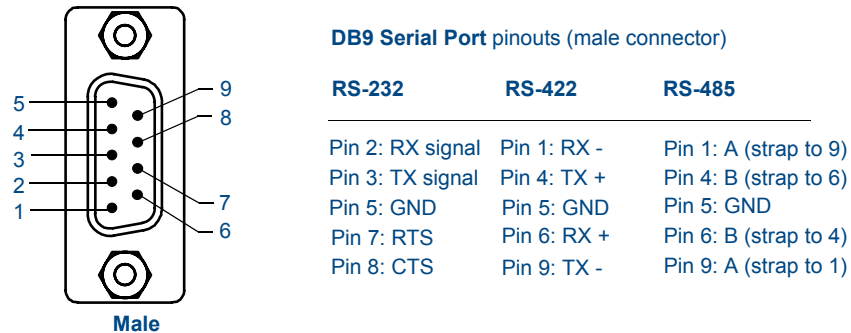 5
4
3
2
1
9
8
7
6
Male
DB9 Serial Port pinouts (male connector)
RS-232 RS-422 RS-485
Pin 2: RX signal Pin 1: RX - Pin 1: A (strap to 9)
Pin 3: TX signal Pin 4: TX + Pin 4: B (strap to 6)
Pin 5: GND Pin 5: GND Pin 5: GND
Pin 7: RTS Pin 6: RX + Pin 6: B (strap to 4)
Pin 8: CTS Pin 9: TX - Pin 9: A (strap to 1)